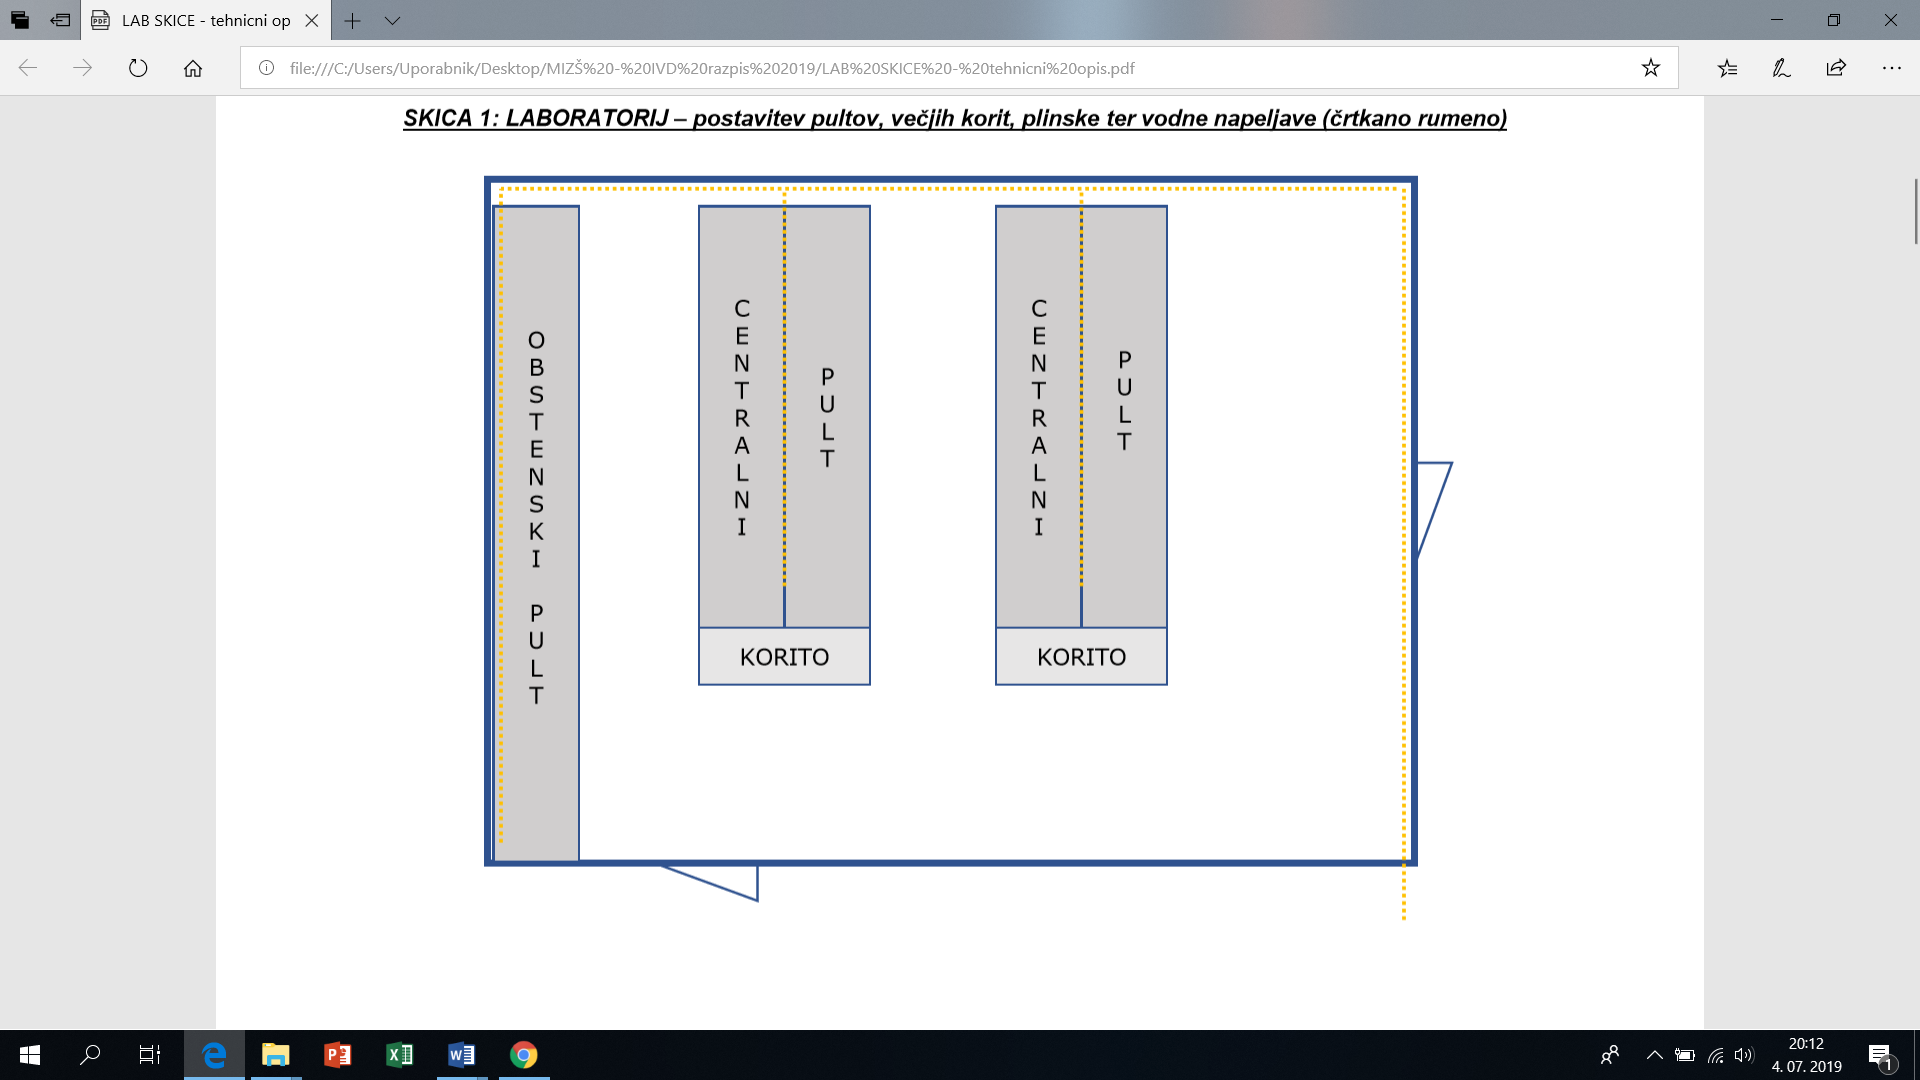 LAB SKICE - tehnicni op
file:///C:/Users/Uporabnik/Desktop/MIZŠ%20-%20IVD%20razpis%202019/LAB%20SKICE%20-%20tehnicni%20opis.pdf
SKICA 1: LABORATORIJ – postavitev pultov, večjih korit, plinske ter vodne napeljave (črtkano rumeno)
OBSTENSKI PULT
CENTRALNI
PULT
KORITO
CENTRALNI
PULT
KORITO
20:12
4. 07. 2019
1